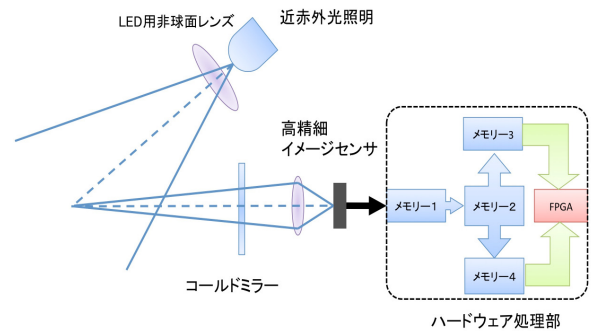 LED用非球面レンズ
近赤外光照明
高精細
イメージセンサ
メモリー3
メモリー1
メモリー2
FPGA
メモリー4
コールドミラー
ハードウェア処理部